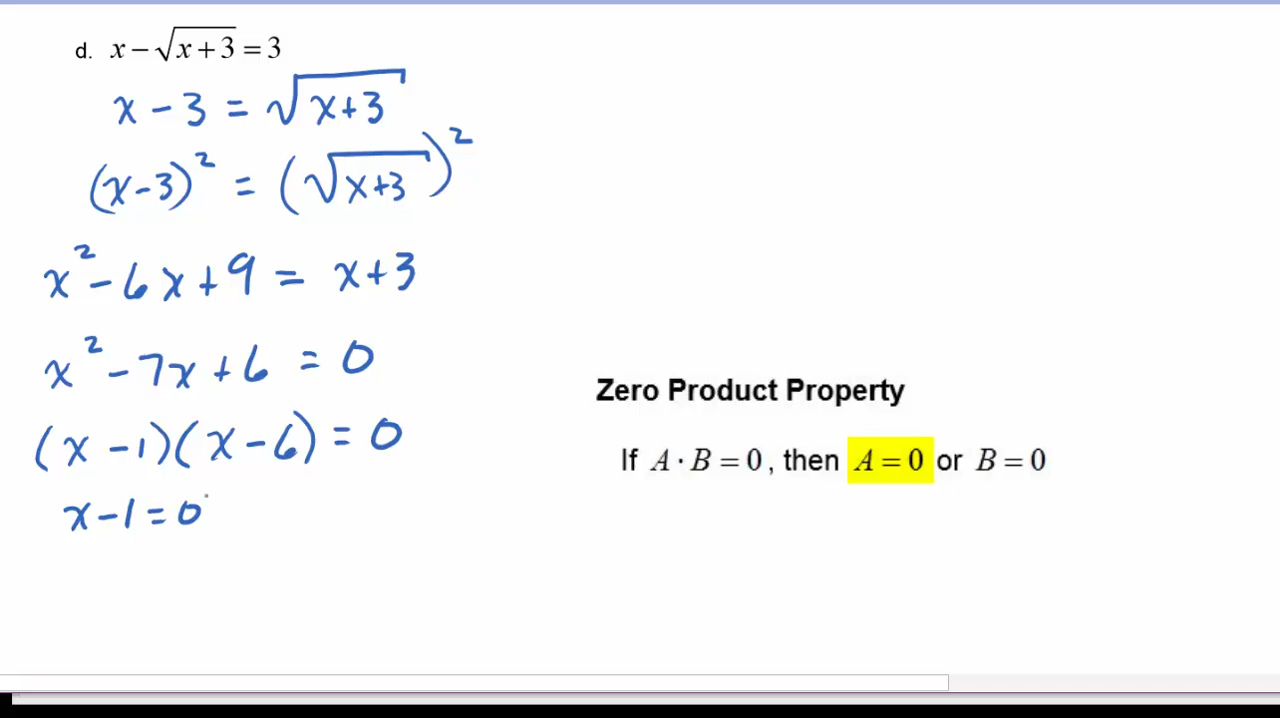 d. x − √(x + 3) = 3
x − 3 = √(x+3)
(x−3)² = (√(x+3))²
x² − 6x + 9 = x+3
x² − 7x + 6 = 0
(x − 1)(x − 6) = 0
x − 1 = 0
Zero Product Property
If A · B = 0, then A = 0 or B = 0